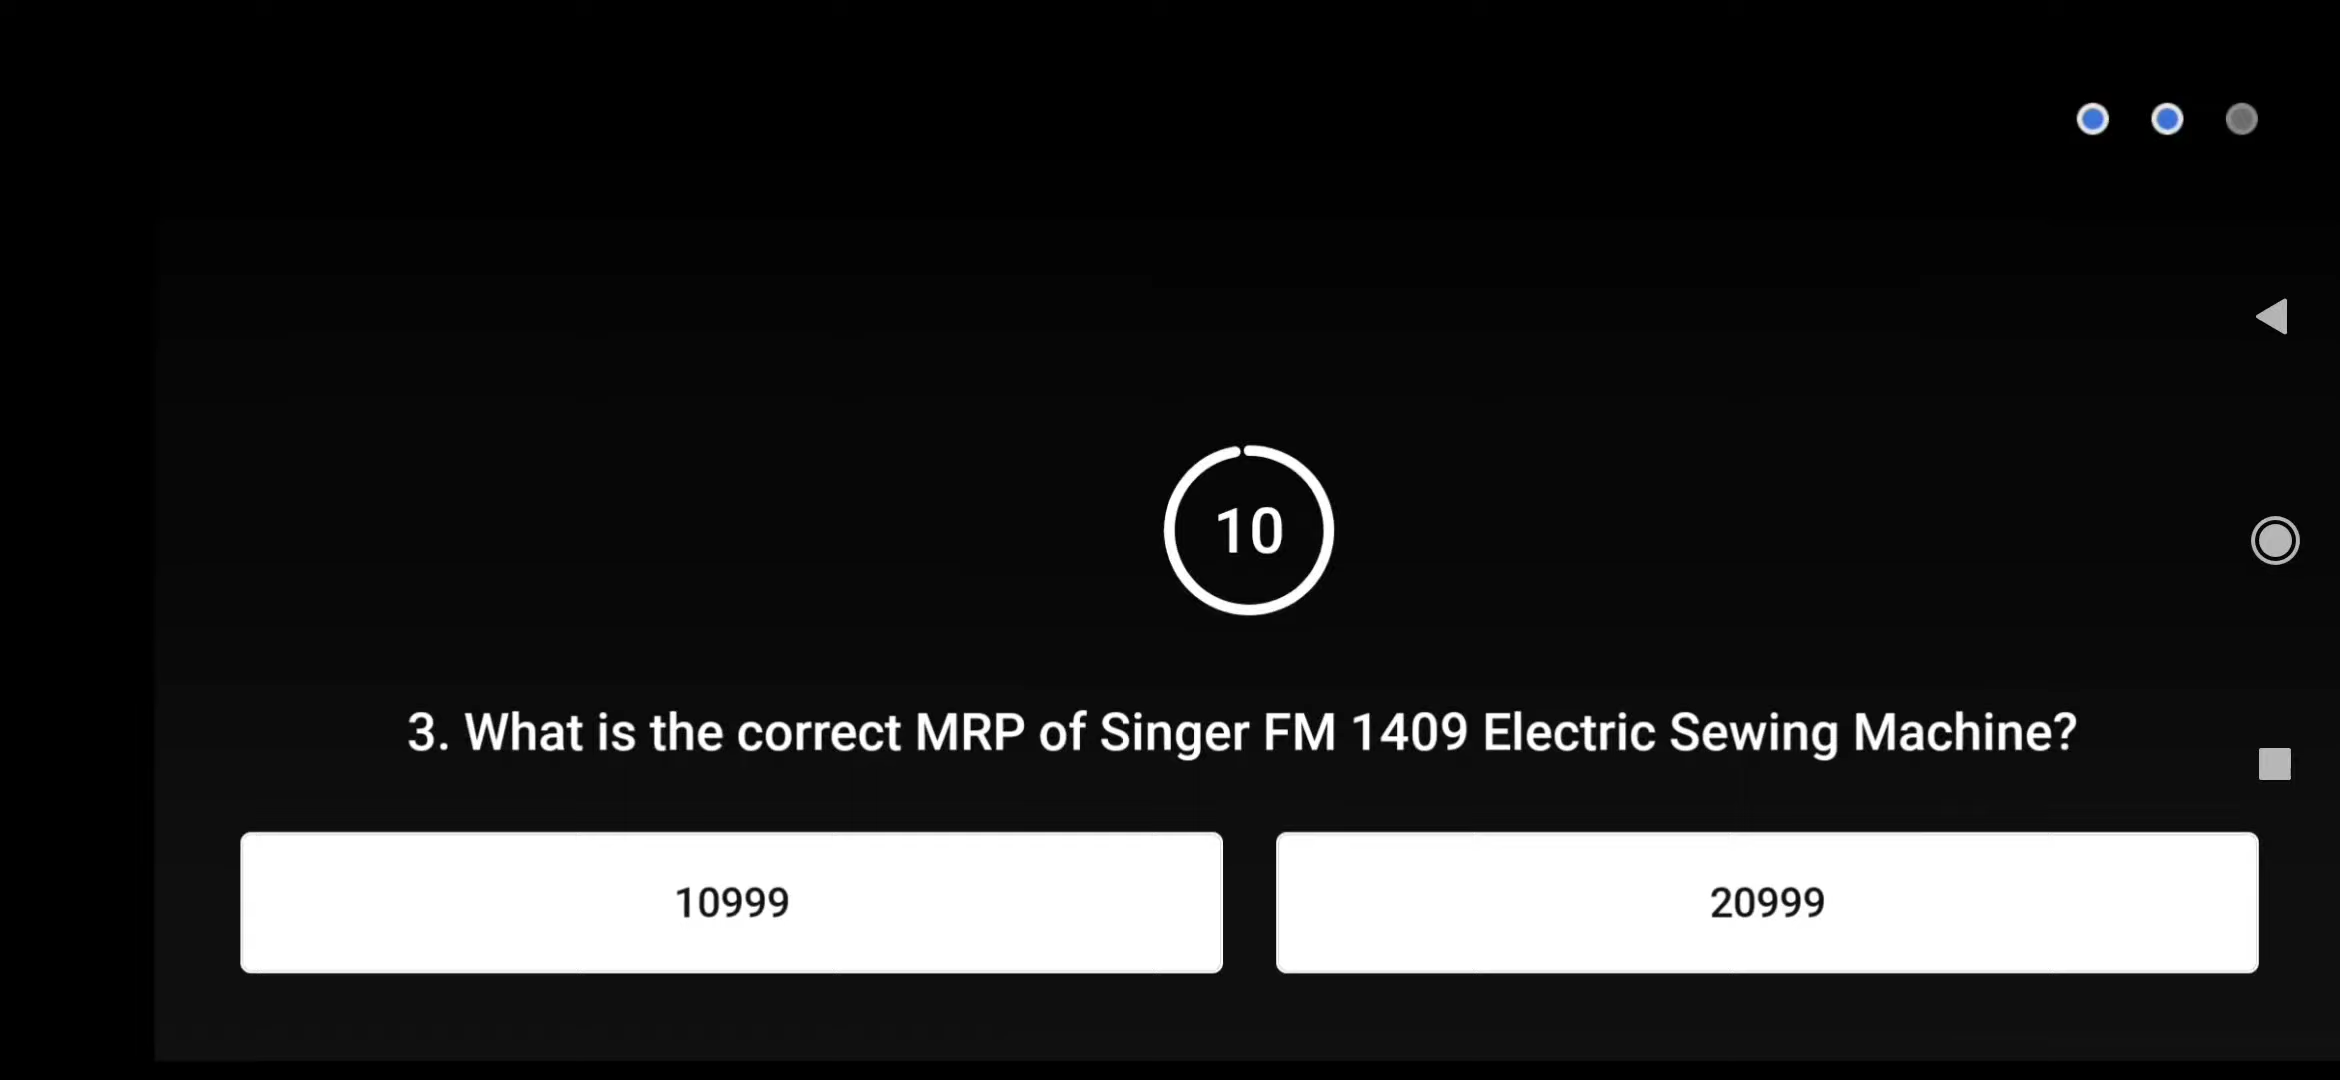 10
3. What is the correct MRP of Singer FM 1409 Electric Sewing Machine?
10999
20999